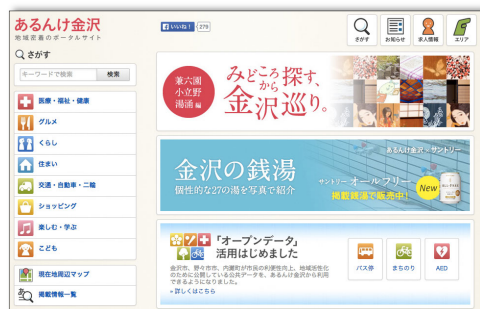 あるんけ金沢
地域密着のポータルサイト
いいね！ 279
さがす
お知らせ
求人情報
エリア
さがす
キーワードで検索
検索
医療・福祉・健康
グルメ
くらし
住まい
交通・自動車・二輪
ショッピング
楽しむ・学ぶ
こども
現在地周辺マップ
掲載情報一覧
兼六園
小立野
湯涌 編
みどころから探す、
金沢巡り。
あるんけ金沢 × サントリー
金沢の銭湯
個性的な27の湯を写真で紹介
サントリー オールフリー
掲載銭湯で販売中！
New
「オープンデータ」
活用はじめました
金沢市、野々市市、内灘町が市民の利便性向上、地域活性化
のために公開している公共データを、あるんけ金沢から利用
できるようになりました。
» 詳しくはこちら
バス停
まちのり
AED